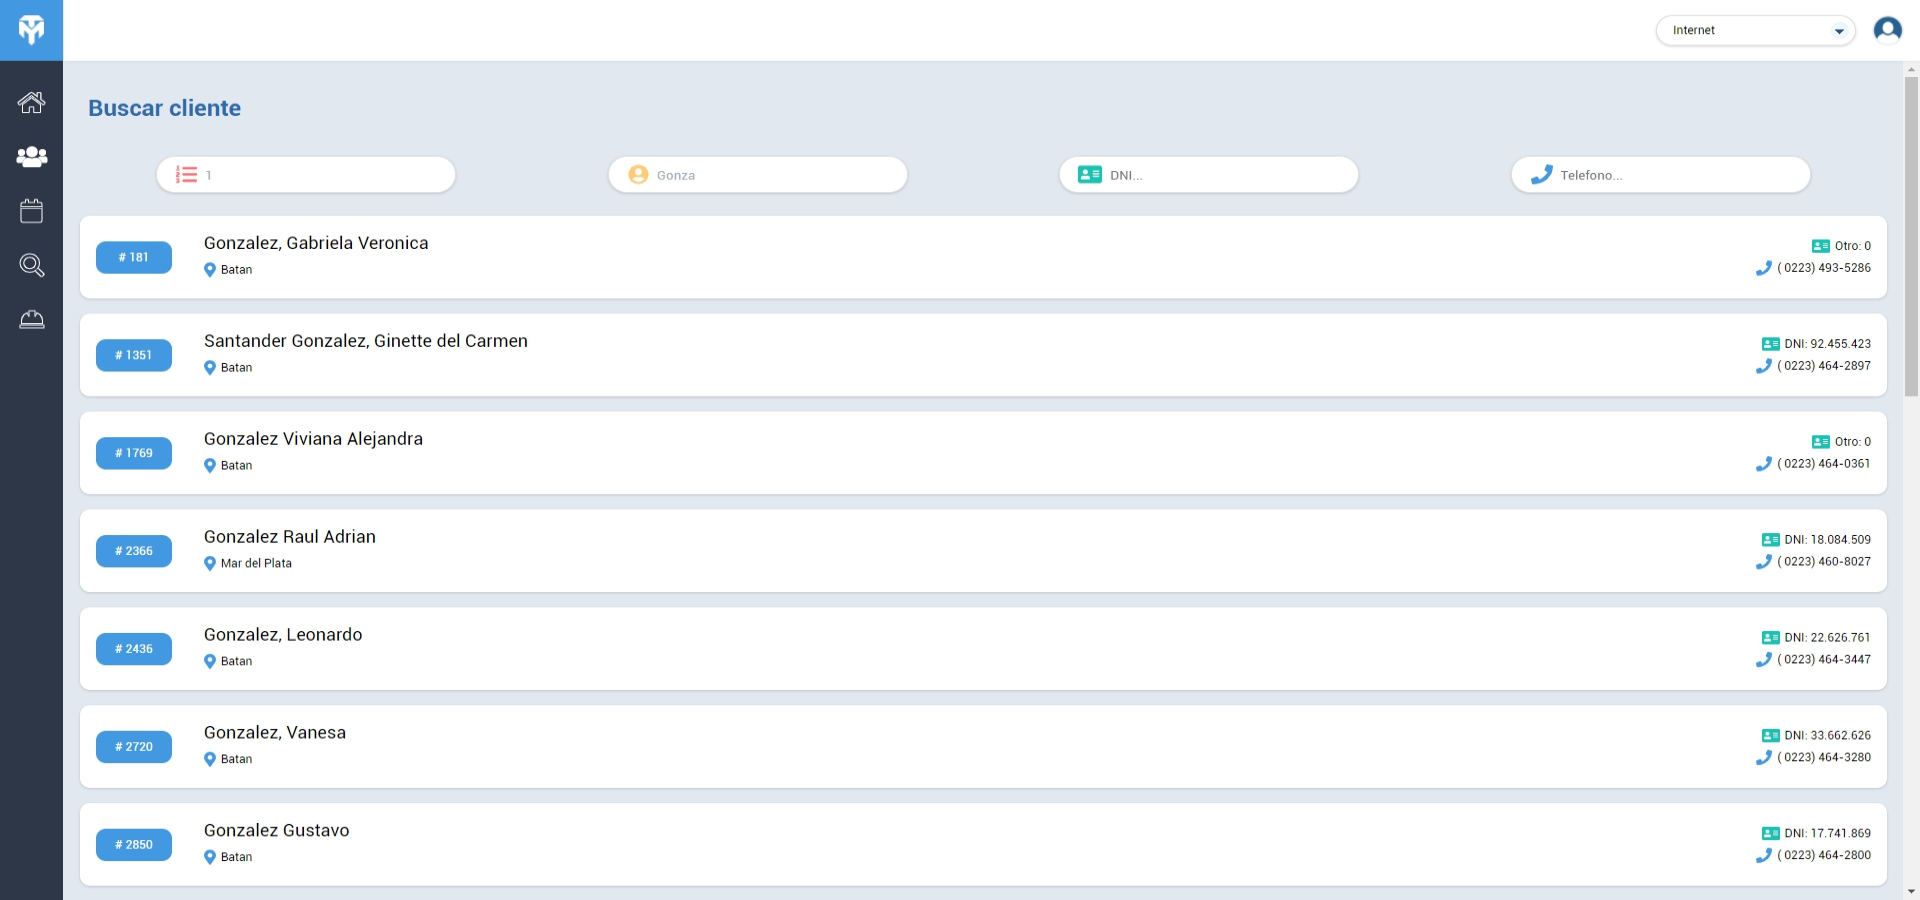 Internet
Buscar cliente
1
Gonza
DNI...
Telefono...
# 181
Gonzalez, Gabriela Veronica
Batan
Otro: 0
( 0223) 493-5286
# 1351
Santander Gonzalez, Ginette del Carmen
Batan
DNI: 92.455.423
( 0223) 464-2897
# 1769
Gonzalez Viviana Alejandra
Batan
Otro: 0
( 0223) 464-0361
# 2366
Gonzalez Raul Adrian
Mar del Plata
DNI: 18.084.509
( 0223) 460-8027
# 2436
Gonzalez, Leonardo
Batan
DNI: 22.626.761
( 0223) 464-3447
# 2720
Gonzalez, Vanesa
Batan
DNI: 33.662.626
( 0223) 464-3280
# 2850
Gonzalez Gustavo
Batan
DNI: 17.741.869
( 0223) 464-2800